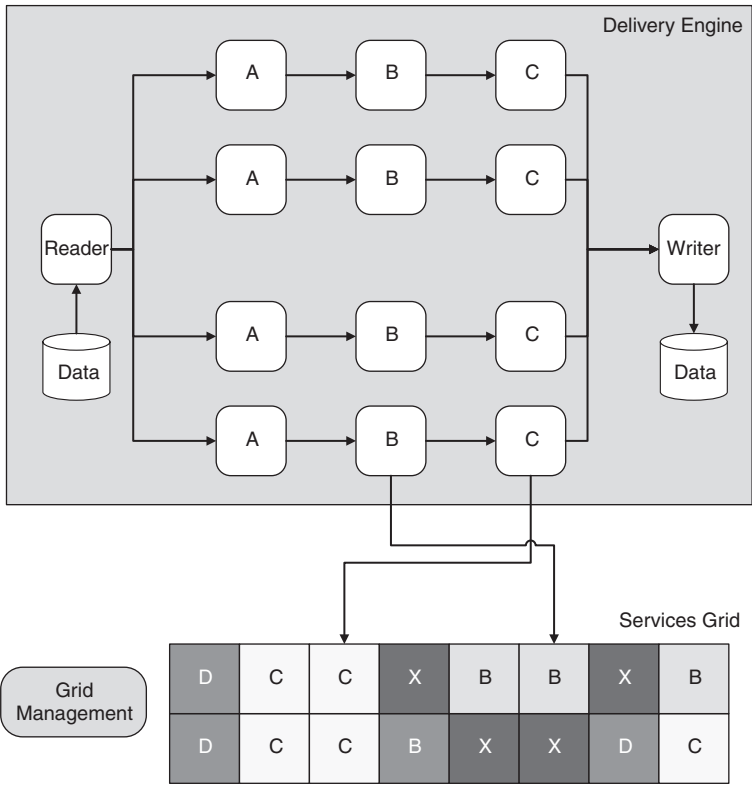 Delivery Engine
A B C
A B C
Reader Writer
A B C
Data Data
A B C
Services Grid
D C C X B B X B
Grid
Management
D C C B X X D C